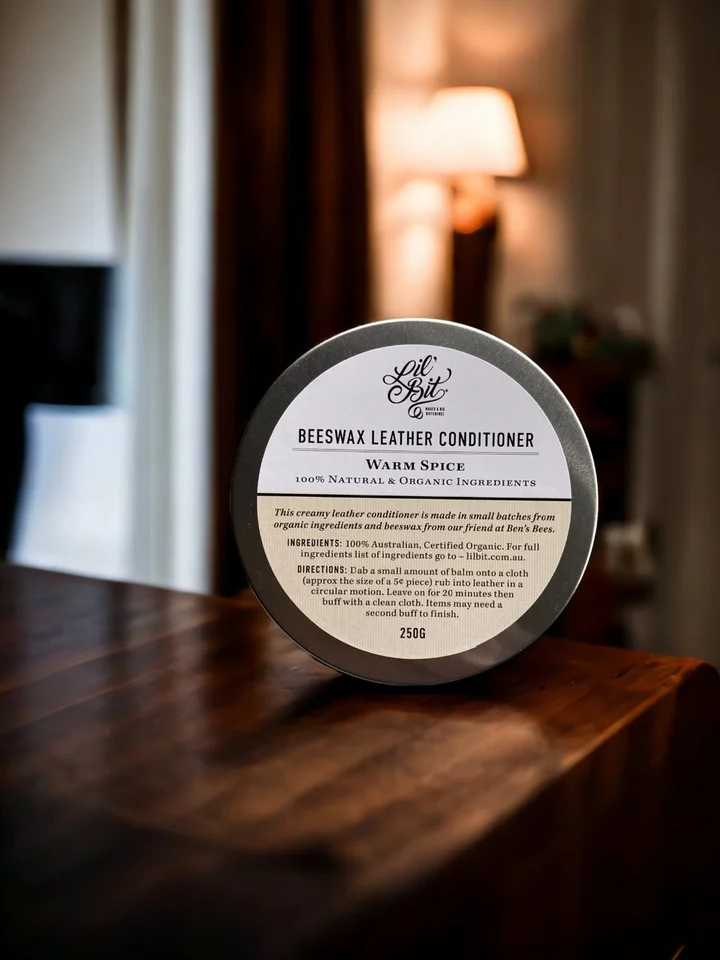 Lil'
Bit
MAKES A BIG
DIFFERENCE
BEESWAX LEATHER CONDITIONER
WARM SPICE
100% NATURAL & ORGANIC INGREDIENTS
This creamy leather conditioner is made in small batches from
organic ingredients and beeswax from our friend at Ben's Bees.
INGREDIENTS: 100% Australian, Certified Organic. For full
ingredients list of ingredients go to – lilbit.com.au.
DIRECTIONS: Dab a small amount of balm onto a cloth
(approx the size of a 5¢ piece) rub into leather in a
circular motion. Leave on for 20 minutes then
buff with a clean cloth. Items may need a
second buff to finish.
250G